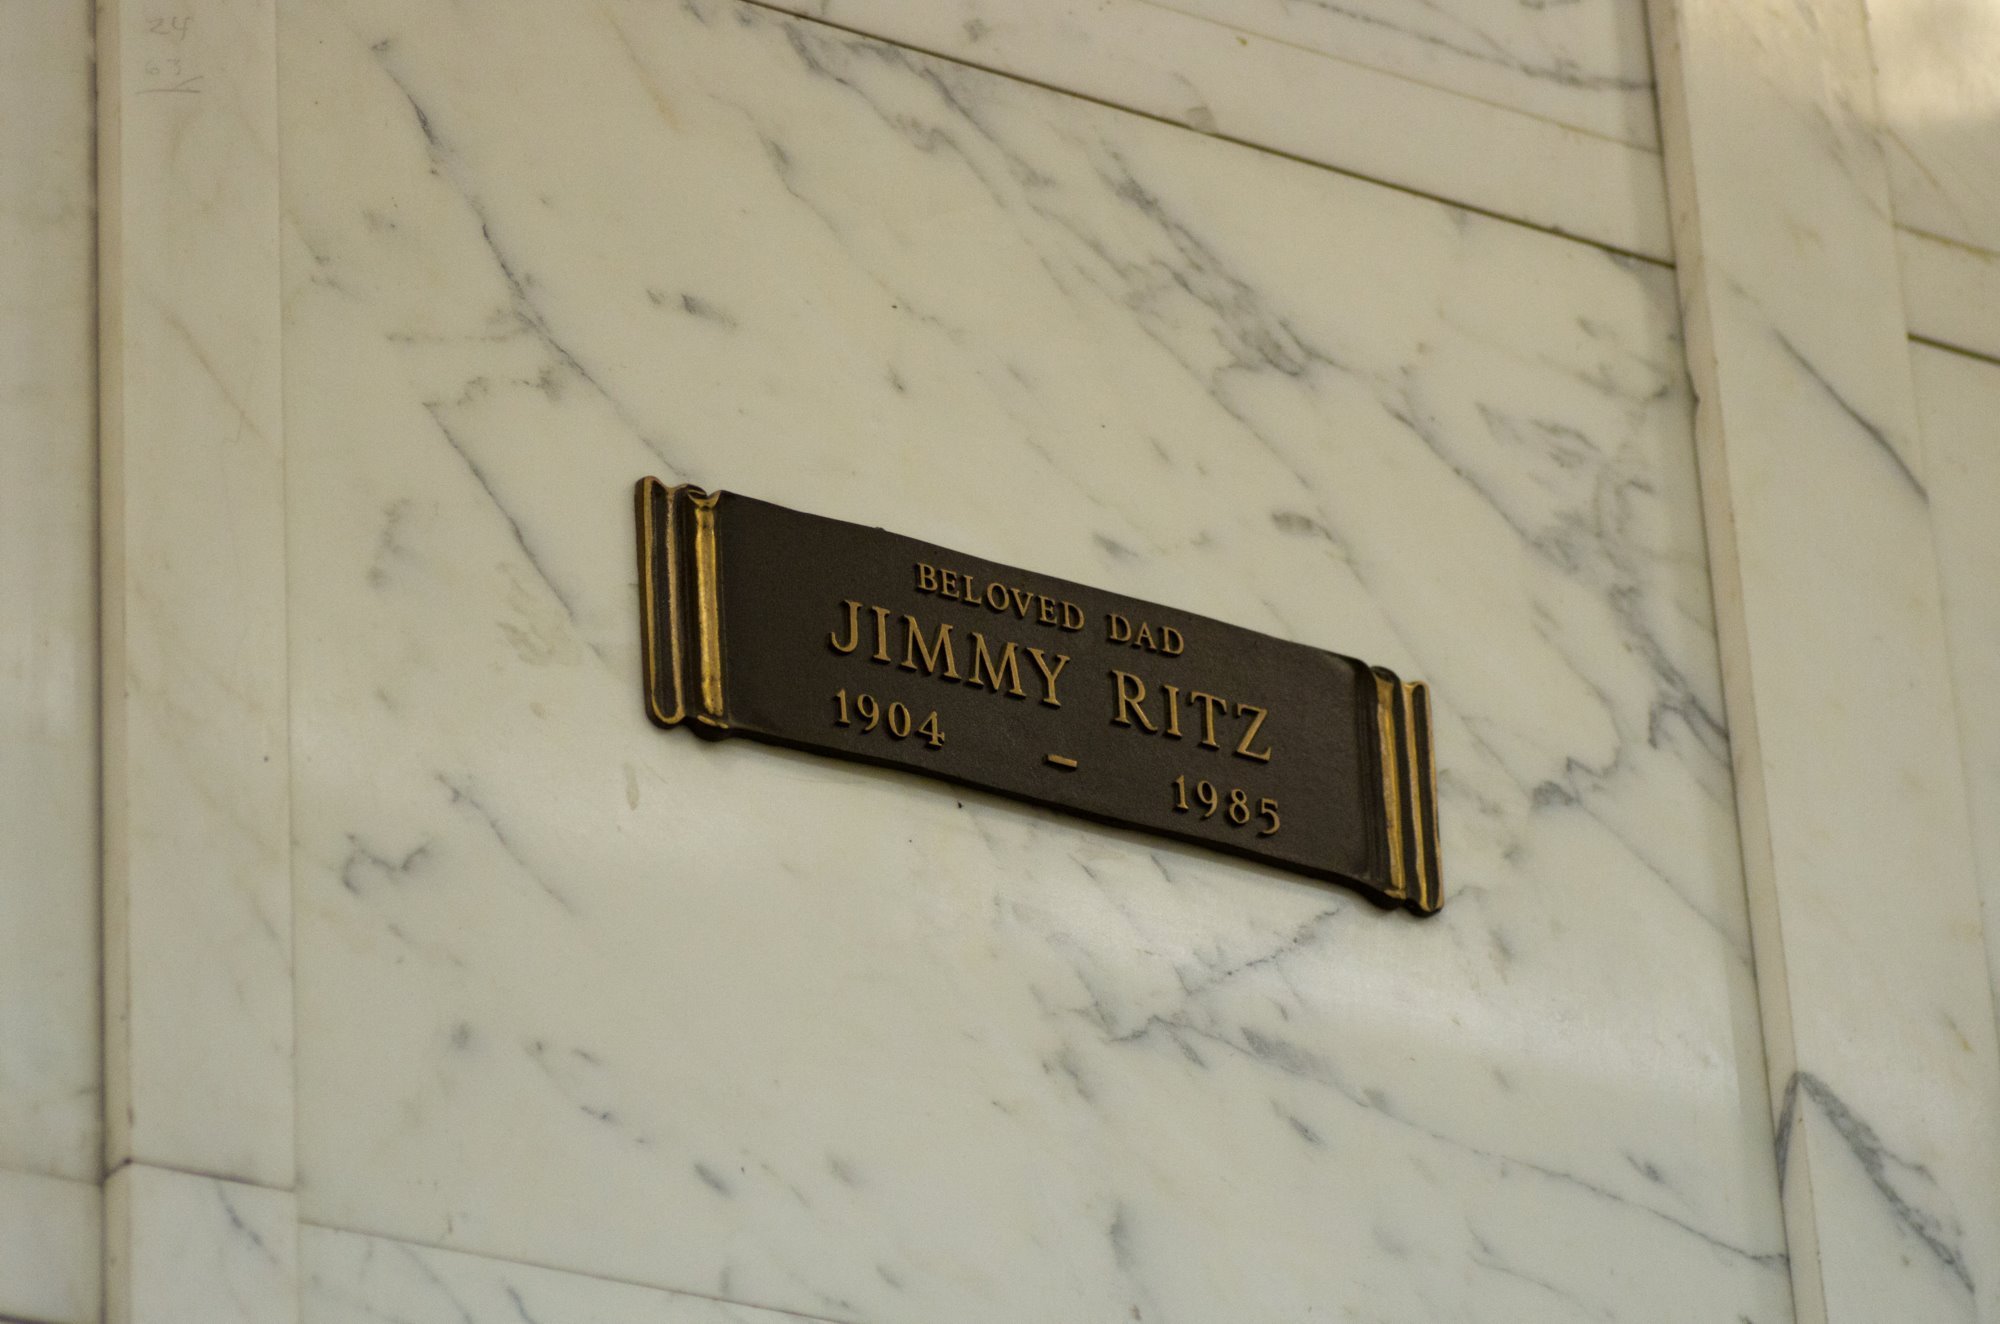 BELOVED DAD
JIMMY RITZ
1904 – 1985